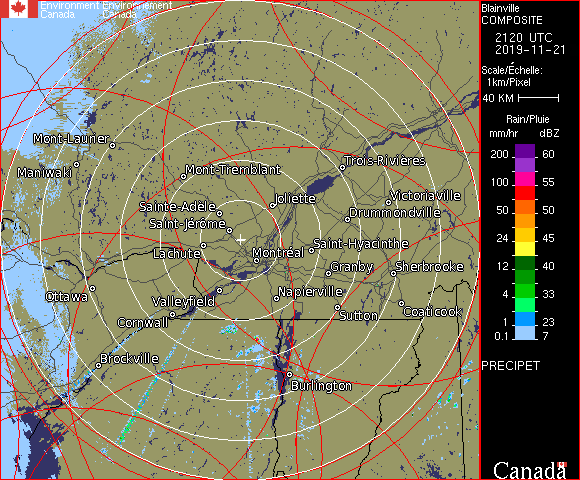 Environment Environnement
Canada Canada
Blainville
COMPOSITE
2120 UTC
2019-11-21
Scale/Échelle:
1km/Pixel
40 KM
Rain/Pluie
mm/hr dBZ
200 60
100 55
50 50
24 45
12 40
4 33
1 23
0.1 7
PRECIPET
Canada
Mont-Laurier
Maniwaki
Mont-Tremblant
Trois-Rivières
Joliette
Victoriaville
Sainte-Adèle
Drummondville
Saint-Jérôme
Lachute
Montréal
Saint-Hyacinthe
Granby
Sherbrooke
Ottawa
Valleyfield
Napierville
Cornwall
Sutton
Coaticook
Brockville
Burlington